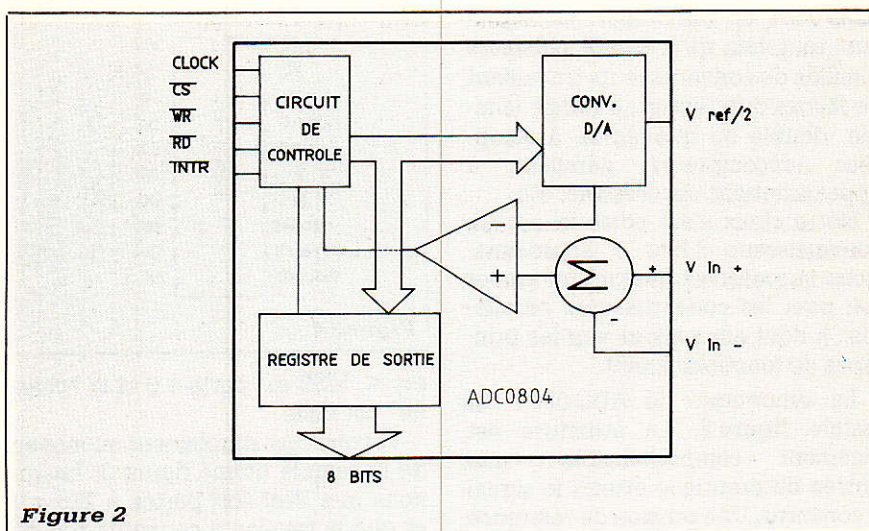 CLOCK
CS
WR
RD
INTR
CIRCUIT
DE
CONTROLE
CONV.
D/A
V ref/2
-
+
Σ
+ V In +
- V In -
REGISTRE DE SORTIE
ADC0804
8 BITS
Figure 2